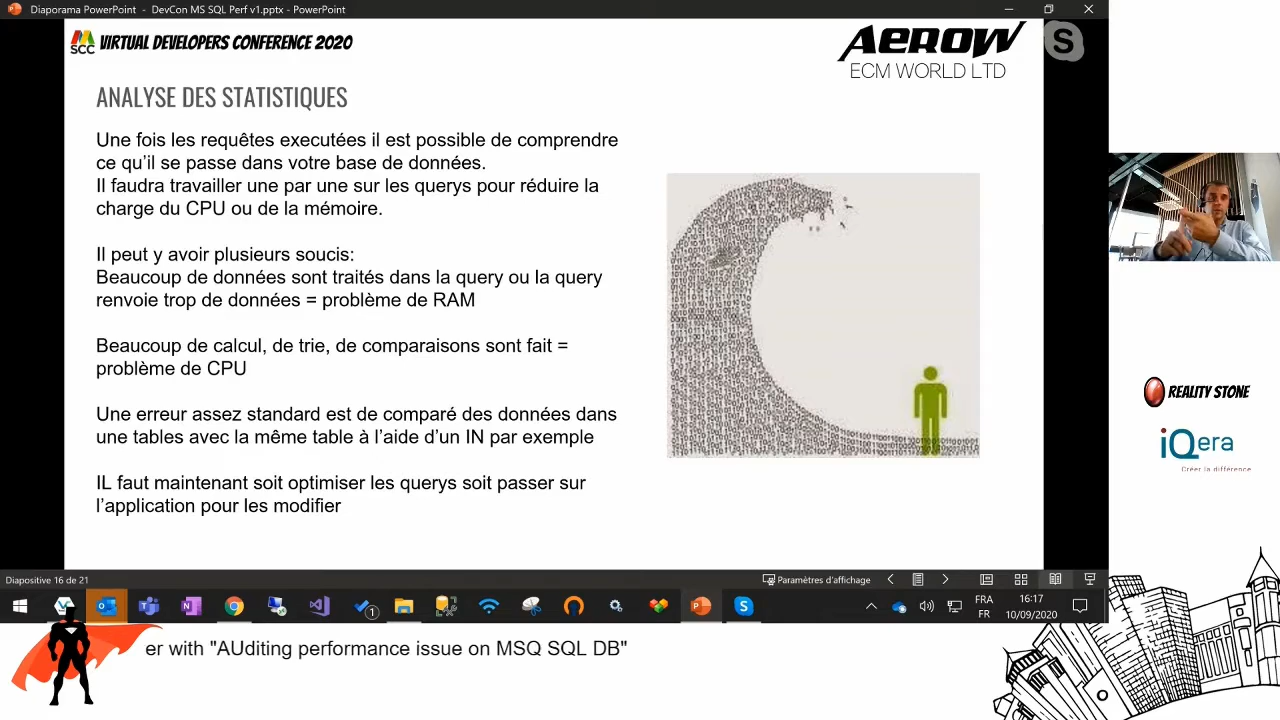 Diaporama PowerPoint - DevCon MS SQL Perf v1.pptx - PowerPoint
SCC VIRTUAL DEVELOPERS CONFERENCE 2020
AEROW
ECM WORLD LTD
S
ANALYSE DES STATISTIQUES
Une fois les requêtes executées il est possible de comprendre
ce qu'il se passe dans votre base de données.
Il faudra travailler une par une sur les querys pour réduire la
charge du CPU ou de la mémoire.
Il peut y avoir plusieurs soucis:
Beaucoup de données sont traités dans la query ou la query
renvoie trop de données = problème de RAM
Beaucoup de calcul, de trie, de comparaisons sont fait =
problème de CPU
Une erreur assez standard est de comparé des données dans
une tables avec la même table à l'aide d'un IN par exemple
IL faut maintenant soit optimiser les querys soit passer sur
l'application pour les modifier
REALITY STONE
iQera
Créer la différence
Diapositive 16 de 21
Paramètres d'affichage
1
FRA
FR
16:17
10/09/2020
er with "AUditing performance issue on MSQ SQL DB"